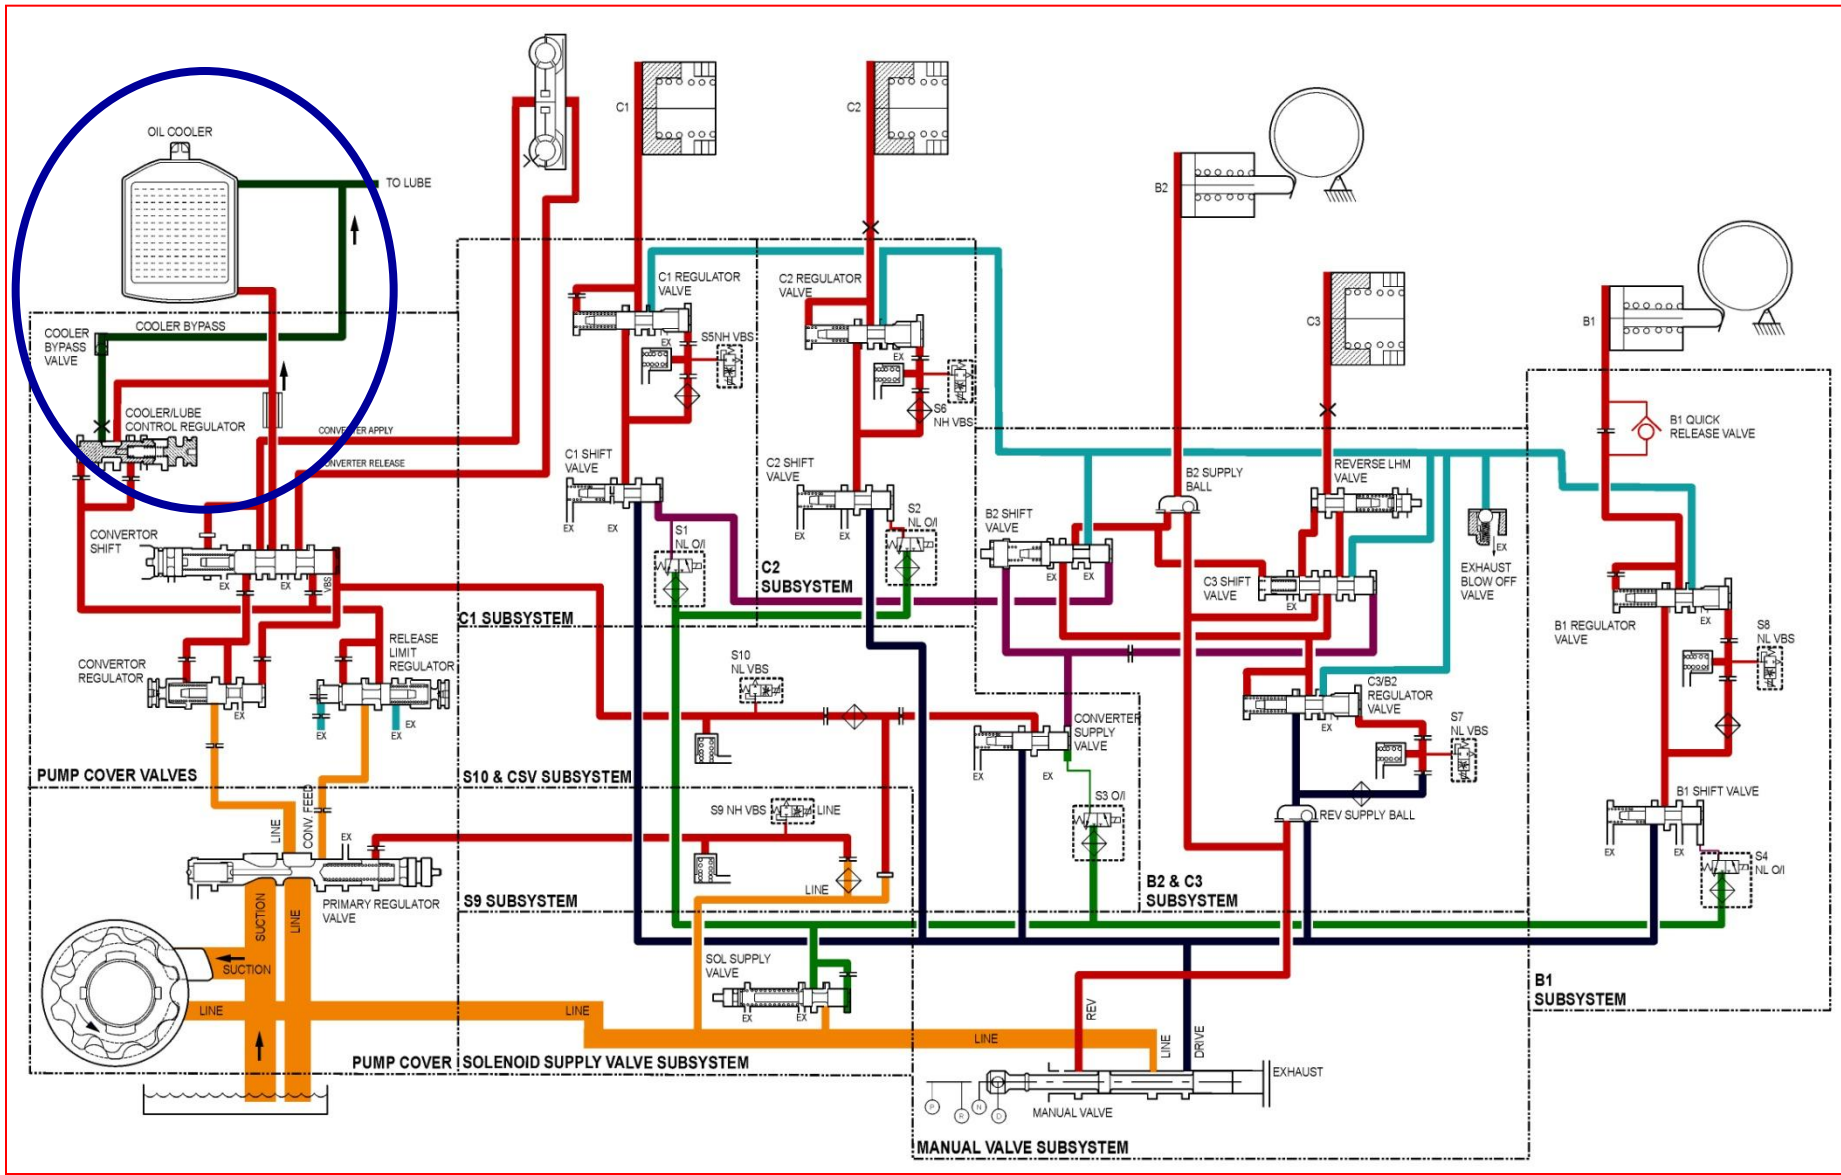 OIL COOLER
TO LUBE
COOLER BYPASS
COOLER
BYPASS
VALVE
COOLER/LUBE
CONTROL REGULATOR
CONVERTER APPLY
CONVERTER RELEASE
CONVERTOR
SHIFT
EX
EX
VBS
CONVERTOR
REGULATOR
EX
RELEASE
LIMIT
REGULATOR
EX
EX
EX
PUMP COVER VALVES
LINE
CONV. FEED
EX
PRIMARY REGULATOR
VALVE
SUCTION
LINE
SUCTION
LINE
PUMP COVER
C1
C1 REGULATOR
VALVE
EX
S5NH VBS
C1 SHIFT
VALVE
EX
EX
S1
NL O/I
C1 SUBSYSTEM
C2
C2 REGULATOR
VALVE
EX
S6
NH VBS
C2 SHIFT
VALVE
EX
EX
S2
NL O/I
C2
SUBSYSTEM
S10
NL VBS
S10 & CSV SUBSYSTEM
CONVERTER
SUPPLY
VALVE
EX
EX
S9 NH VBS
LINE
LINE
S9 SUBSYSTEM
S3 O/I
SOL SUPPLY
VALVE
EX
EX
LINE
LINE
SOLENOID SUPPLY VALVE SUBSYSTEM
B2
B2 SUPPLY
BALL
B2 SHIFT
VALVE
EX
EX
C3
REVERSE LHM
VALVE
C3 SHIFT
VALVE
EX
EXHAUST
BLOW OFF
VALVE
EX
C3/B2
REGULATOR
VALVE
EX
S7
NL VBS
REV SUPPLY BALL
B2 & C3
SUBSYSTEM
B1
B1 QUICK
RELEASE VALVE
B1 REGULATOR
VALVE
EX
S8
NL VBS
B1 SHIFT VALVE
EX
EX
S4
NL O/I
B1
SUBSYSTEM
REV
LINE
DRIVE
EXHAUST
P
R
N
D
MANUAL VALVE
MANUAL VALVE SUBSYSTEM